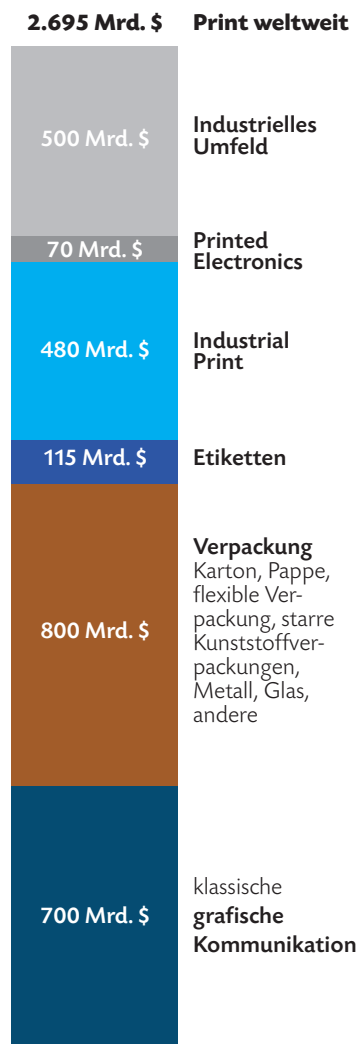 2.695 Mrd. $ Print weltweit
500 Mrd. $
Industrielles
Umfeld
70 Mrd. $
Printed
Electronics
480 Mrd. $
Industrial
Print
115 Mrd. $
Etiketten
800 Mrd. $
Verpackung
Karton, Pappe,
flexible Ver-
packung, starre
Kunststoffver-
packungen,
Metall, Glas,
andere
700 Mrd. $
klassische
grafische
Kommunikation